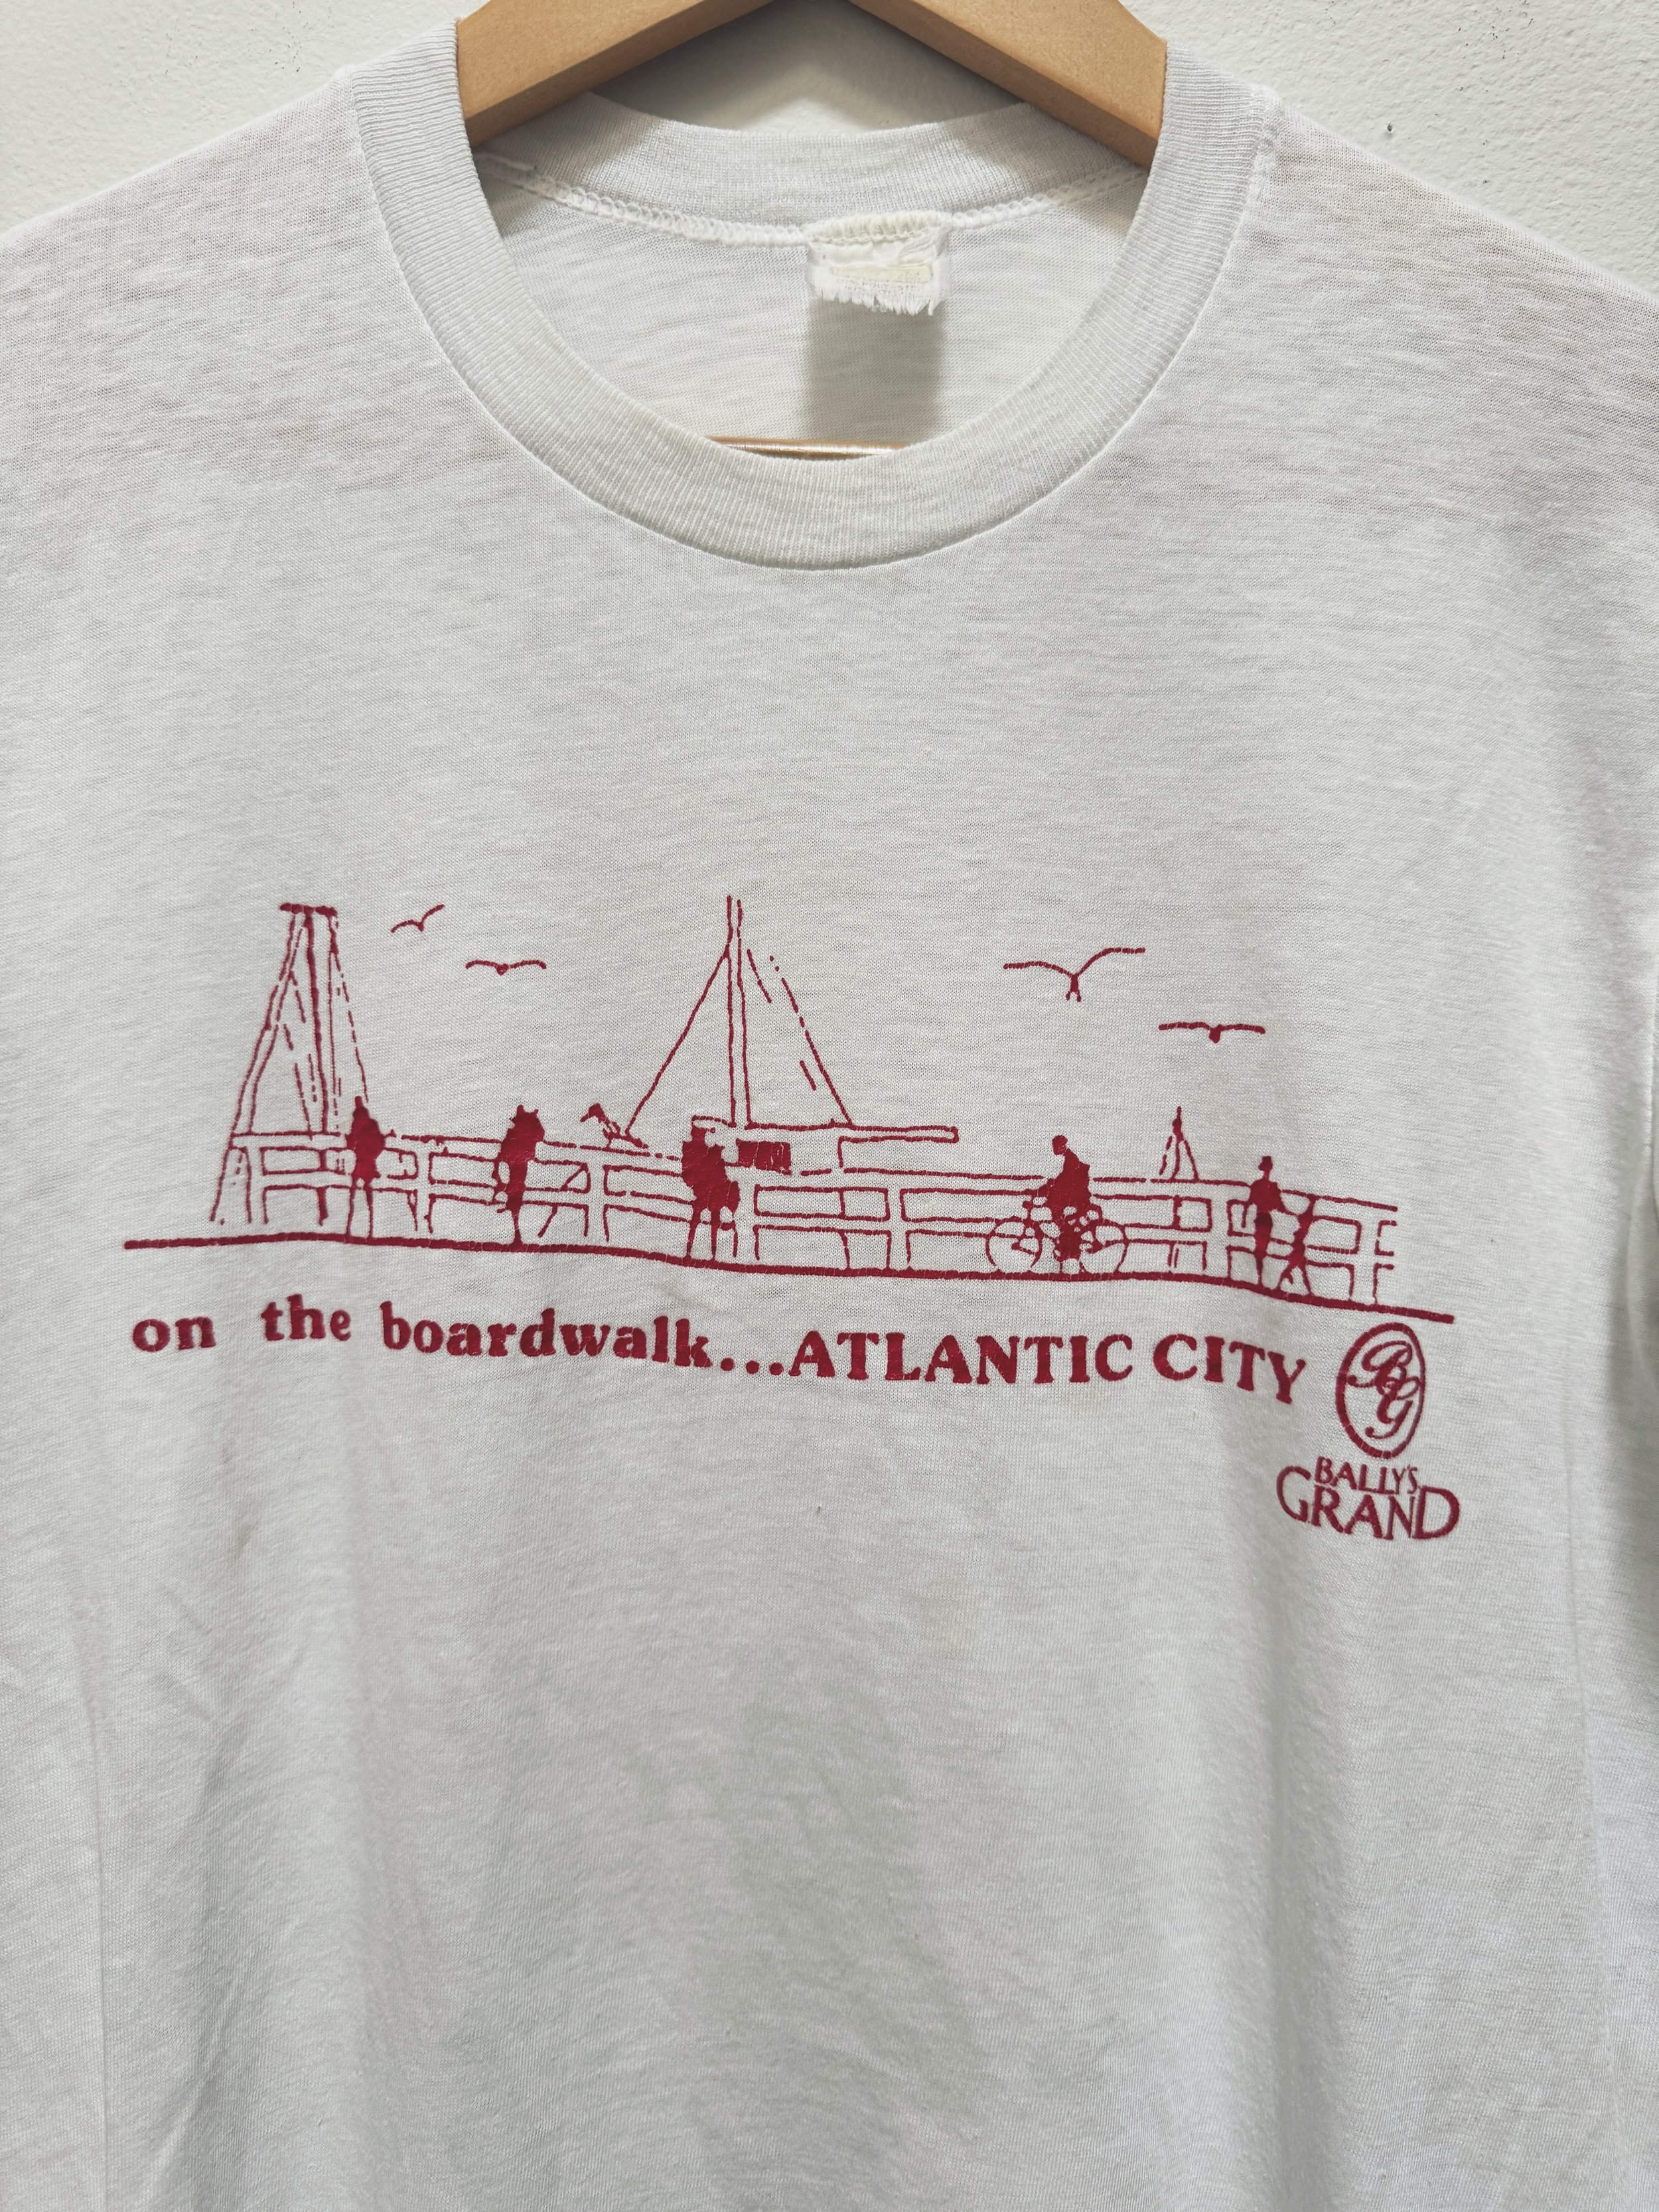 on the boardwalk...ATLANTIC CITY
BG
BALLY'S
GRAND